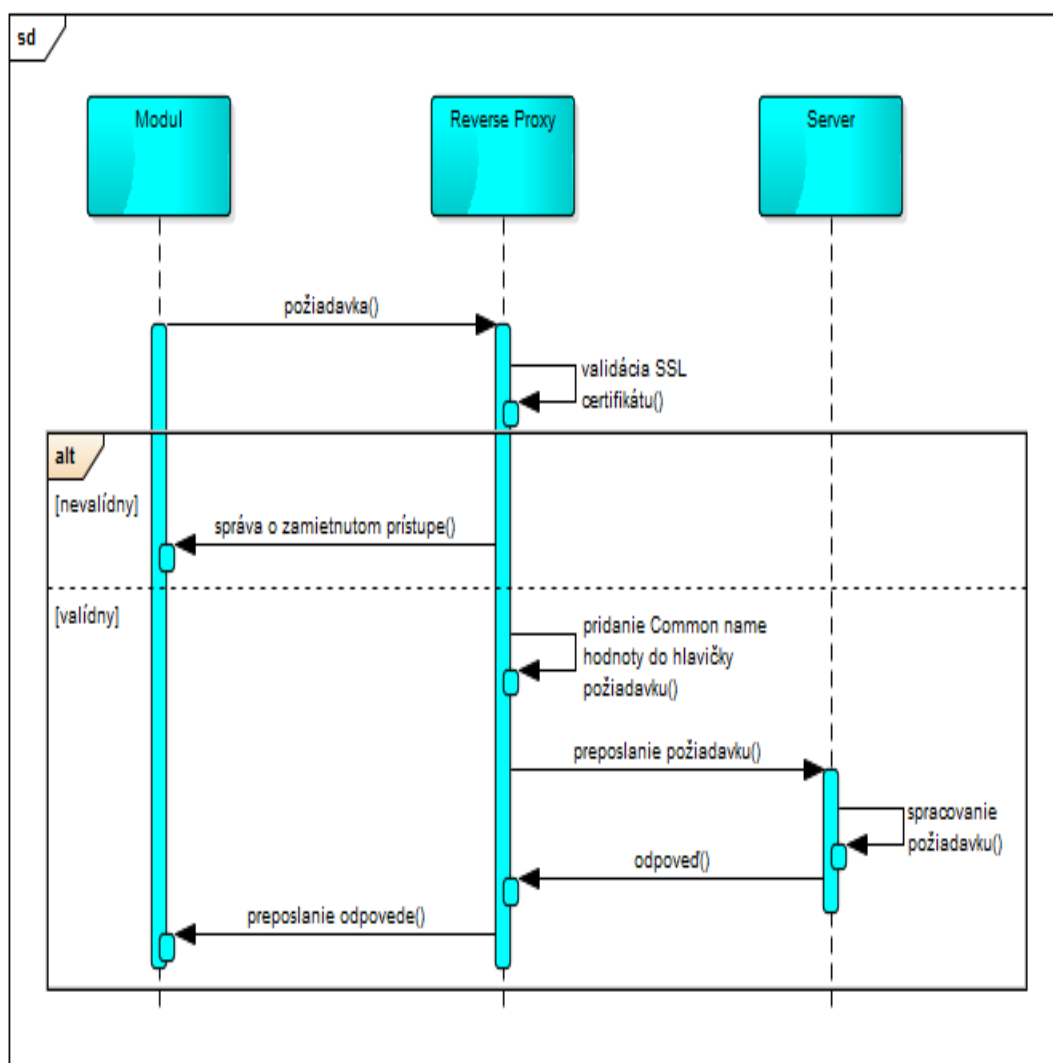 sd
Modul
Reverse Proxy
Server
požiadavka()
validácia SSL
certifikátu()
alt
[nevalídny]
správa o zamietnutom prístupe()
[valídny]
pridanie Common name
hodnoty do hlavičky
požiadavku()
preposlanie požiadavku()
spracovanie
požiadavku()
odpoveď()
preposlanie odpovede()